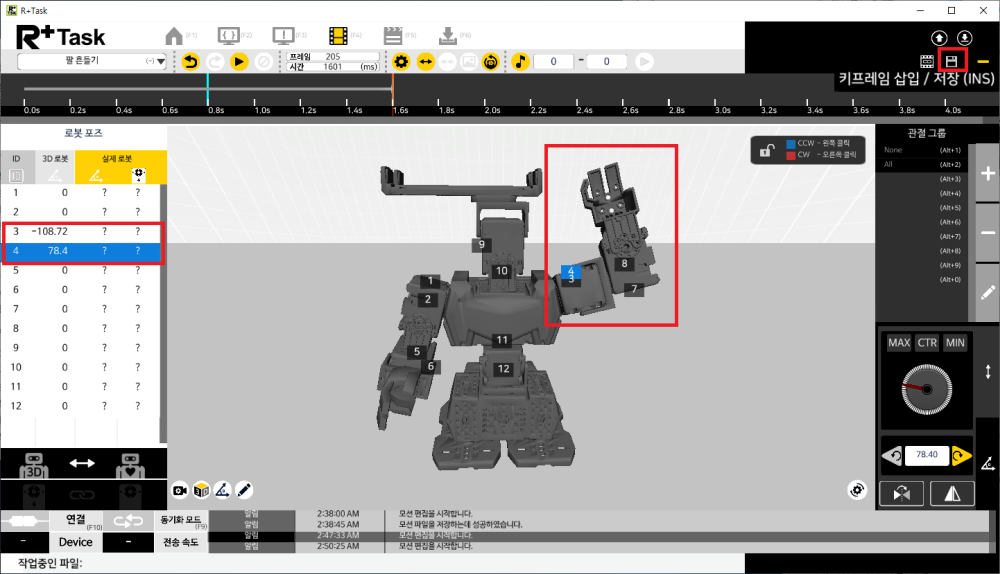 R+Task
R+ Task
(F1)
(F2)
(F3)
(F4)
(F5)
(F6)
팔 흔들기 (-)
프레임 205
시간 1601 (ms)
0 - 0
키프레임 삽입 / 저장 (INS)
0.0s 0.2s 0.4s 0.6s 0.8s 1.0s 1.2s 1.4s 1.6s 1.8s 2.0s 2.2s 2.4s 2.6s 2.8s 3.0s 3.2s 3.4s 3.6s 3.8s 4.0s
로봇 포즈
ID 3D 로봇 실제 로봇
1 0 ? ?
2 0 ? ?
3 -108.72 ? ?
4 78.4 ? ?
5 0 ? ?
6 0 ? ?
7 0 ? ?
8 0 ? ?
9 0 ? ?
10 0 ? ?
11 0 ? ?
12 0 ? ?
3D
CCW - 왼쪽 클릭
CW - 오른쪽 클릭
9
10
1
2
4
3
8
7
11
5
6
12
관절 그룹
None (Alt+1)
All (Alt+2)
(Alt+3)
(Alt+4)
(Alt+5)
(Alt+6)
(Alt+7)
(Alt+8)
(Alt+9)
(Alt+0)
MAX CTR MIN
78.40
연결 (F10)
동기화 모드 (F9)
- Device - 전송 속도
알림 2:38:00 AM 모션 편집을 시작합니다.
알림 2:38:45 AM 모션 파일을 저장하는데 성공하였습니다.
알림 2:47:33 AM 모션 편집을 시작합니다.
알림 2:50:25 AM 모션 편집을 시작합니다.
작업중인 파일: